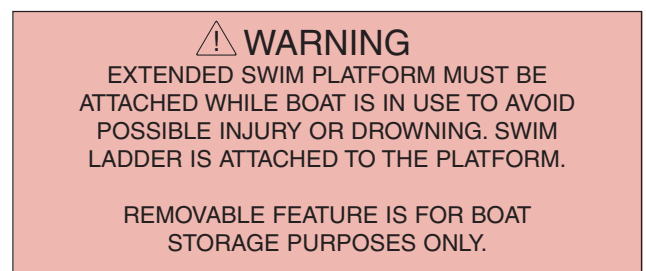 ⚠ WARNING
EXTENDED SWIM PLATFORM MUST BE
ATTACHED WHILE BOAT IS IN USE TO AVOID
POSSIBLE INJURY OR DROWNING. SWIM
LADDER IS ATTACHED TO THE PLATFORM.
REMOVABLE FEATURE IS FOR BOAT
STORAGE PURPOSES ONLY.